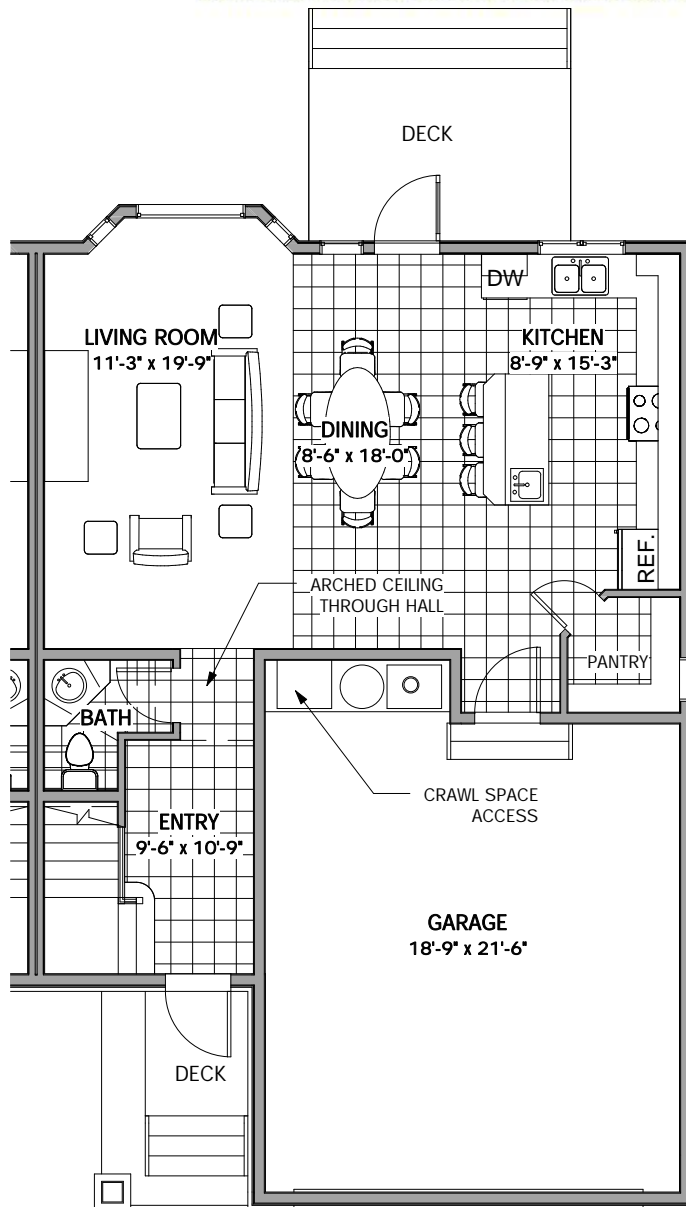 DECK
LIVING ROOM
11'-3" x 19'-9"
DW
KITCHEN
8'-9" x 15'-3"
DINING
8'-6" x 18'-0"
REF.
ARCHED CEILING
THROUGH HALL
PANTRY
BATH
CRAWL SPACE
ACCESS
ENTRY
9'-6" x 10'-9"
GARAGE
18'-9" x 21'-6"
DECK